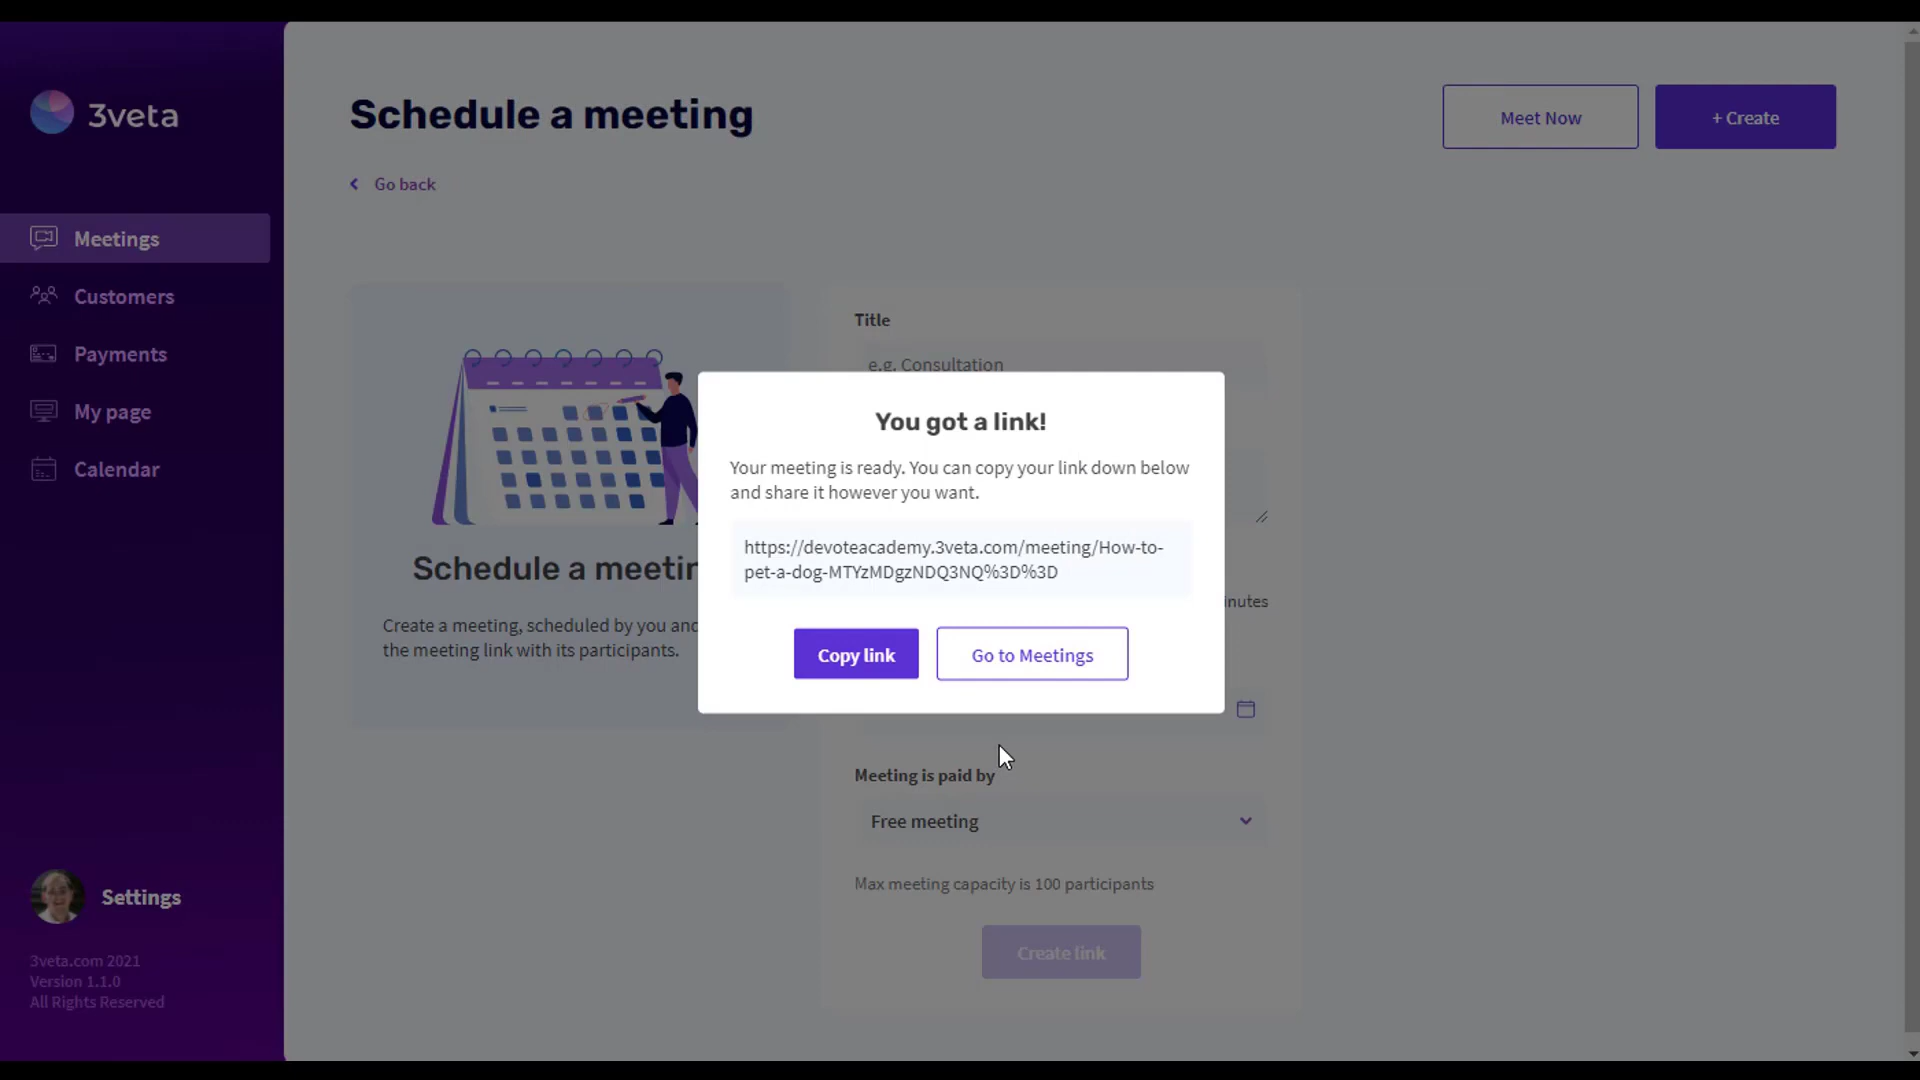 3veta
Schedule a meeting
Meet Now
+ Create
Go back
Meetings
Customers
Payments
My page
Calendar
Title
e.g. Consultation
You got a link!
Your meeting is ready. You can copy your link down below
and share it however you want.
https://devoteacademy.3veta.com/meeting/How-to-
pet-a-dog-MTYzMDgzNDQ3NQ%3D%3D
Copy link
Go to Meetings
Schedule a meetin
Create a meeting, scheduled by you and
the meeting link with its participants.
inutes
Meeting is paid by
Free meeting
Max meeting capacity is 100 participants
Create link
Settings
3veta.com 2021
Version 1.1.0
All Rights Reserved